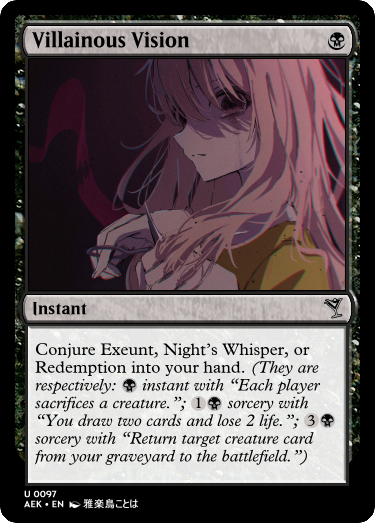 Villainous Vision
Instant
Conjure Exeunt, Night's Whisper, or
Redemption into your hand. (They are
respectively: instant with “Each player
sacrifices a creature.”; 1 sorcery with
“You draw two cards and lose 2 life.”; 3
sorcery with “Return target creature card
from your graveyard to the battlefield.”)
U 0097
AEK • EN 雅楽鳥ことは